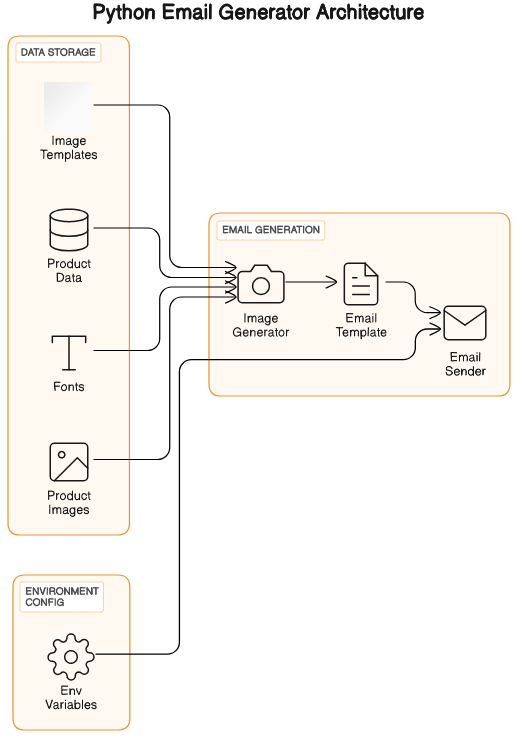 Python Email Generator Architecture
DATA STORAGE
Image
Templates
Product
Data
Fonts
Product
Images
EMAIL GENERATION
Image
Generator
Email
Template
Email
Sender
ENVIRONMENT
CONFIG
Env
Variables